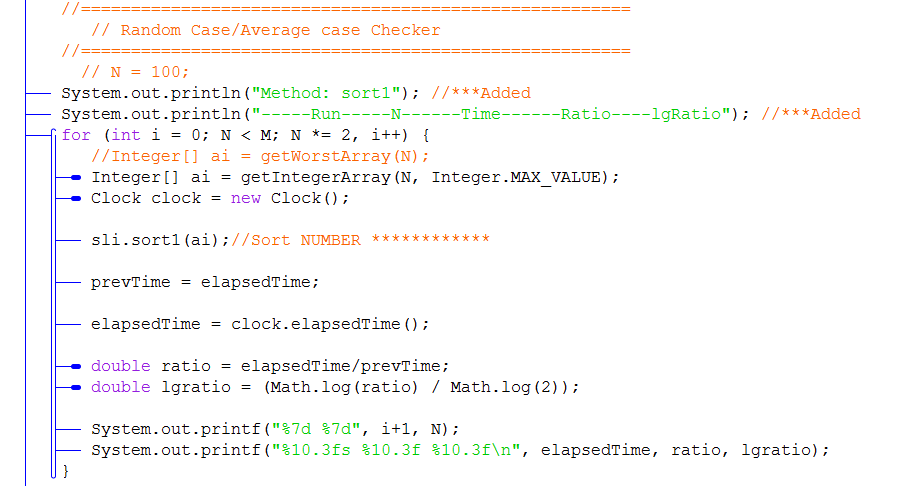 //=======================================================
// Random Case/Average case Checker
//=======================================================
// N = 100;
System.out.println("Method: sort1"); //***Added
System.out.println("-----Run-----N------Time------Ratio----lgRatio"); //***Added
for (int i = 0; N < M; N *= 2, i++) {
//Integer[] ai = getWorstArray(N);
Integer[] ai = getIntegerArray(N, Integer.MAX_VALUE);
Clock clock = new Clock();
sli.sort1(ai);//Sort NUMBER ************
prevTime = elapsedTime;
elapsedTime = clock.elapsedTime();
double ratio = elapsedTime/prevTime;
double lgratio = (Math.log(ratio) / Math.log(2));
System.out.printf("%7d %7d", i+1, N);
System.out.printf("%10.3fs %10.3f %10.3f\n", elapsedTime, ratio, lgratio);
}